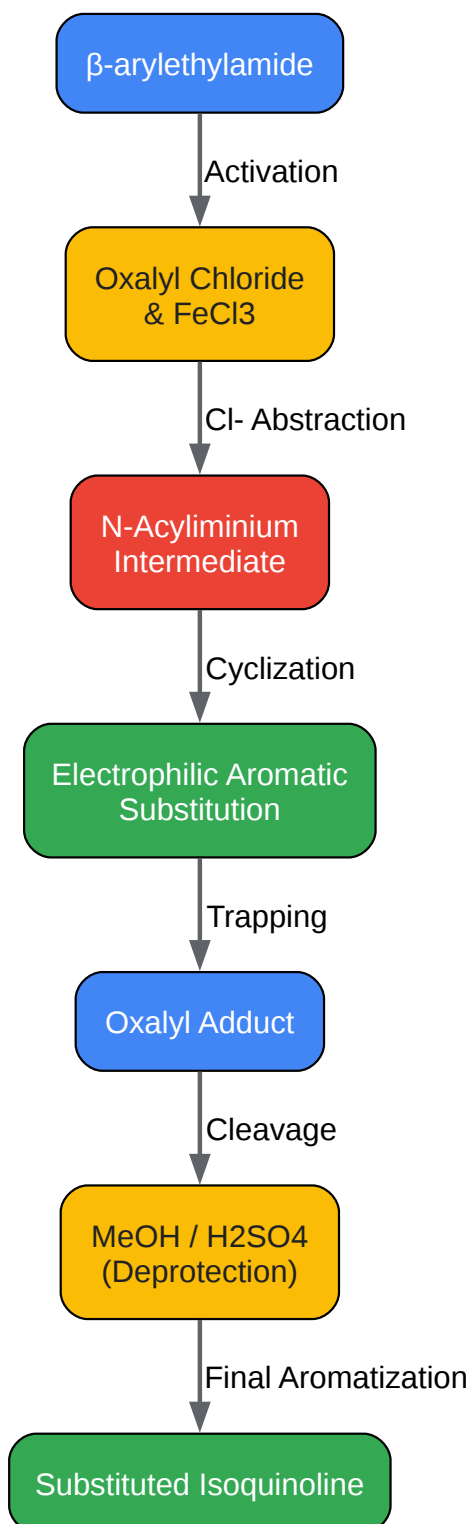 β-arylethylamide
Activation
Oxalyl Chloride
& FeCl3
Cl- Abstraction
N-Acyliminium
Intermediate
Cyclization
Electrophilic Aromatic
Substitution
Trapping
Oxalyl Adduct
Cleavage
MeOH / H2SO4
(Deprotection)
Final Aromatization
Substituted Isoquinoline